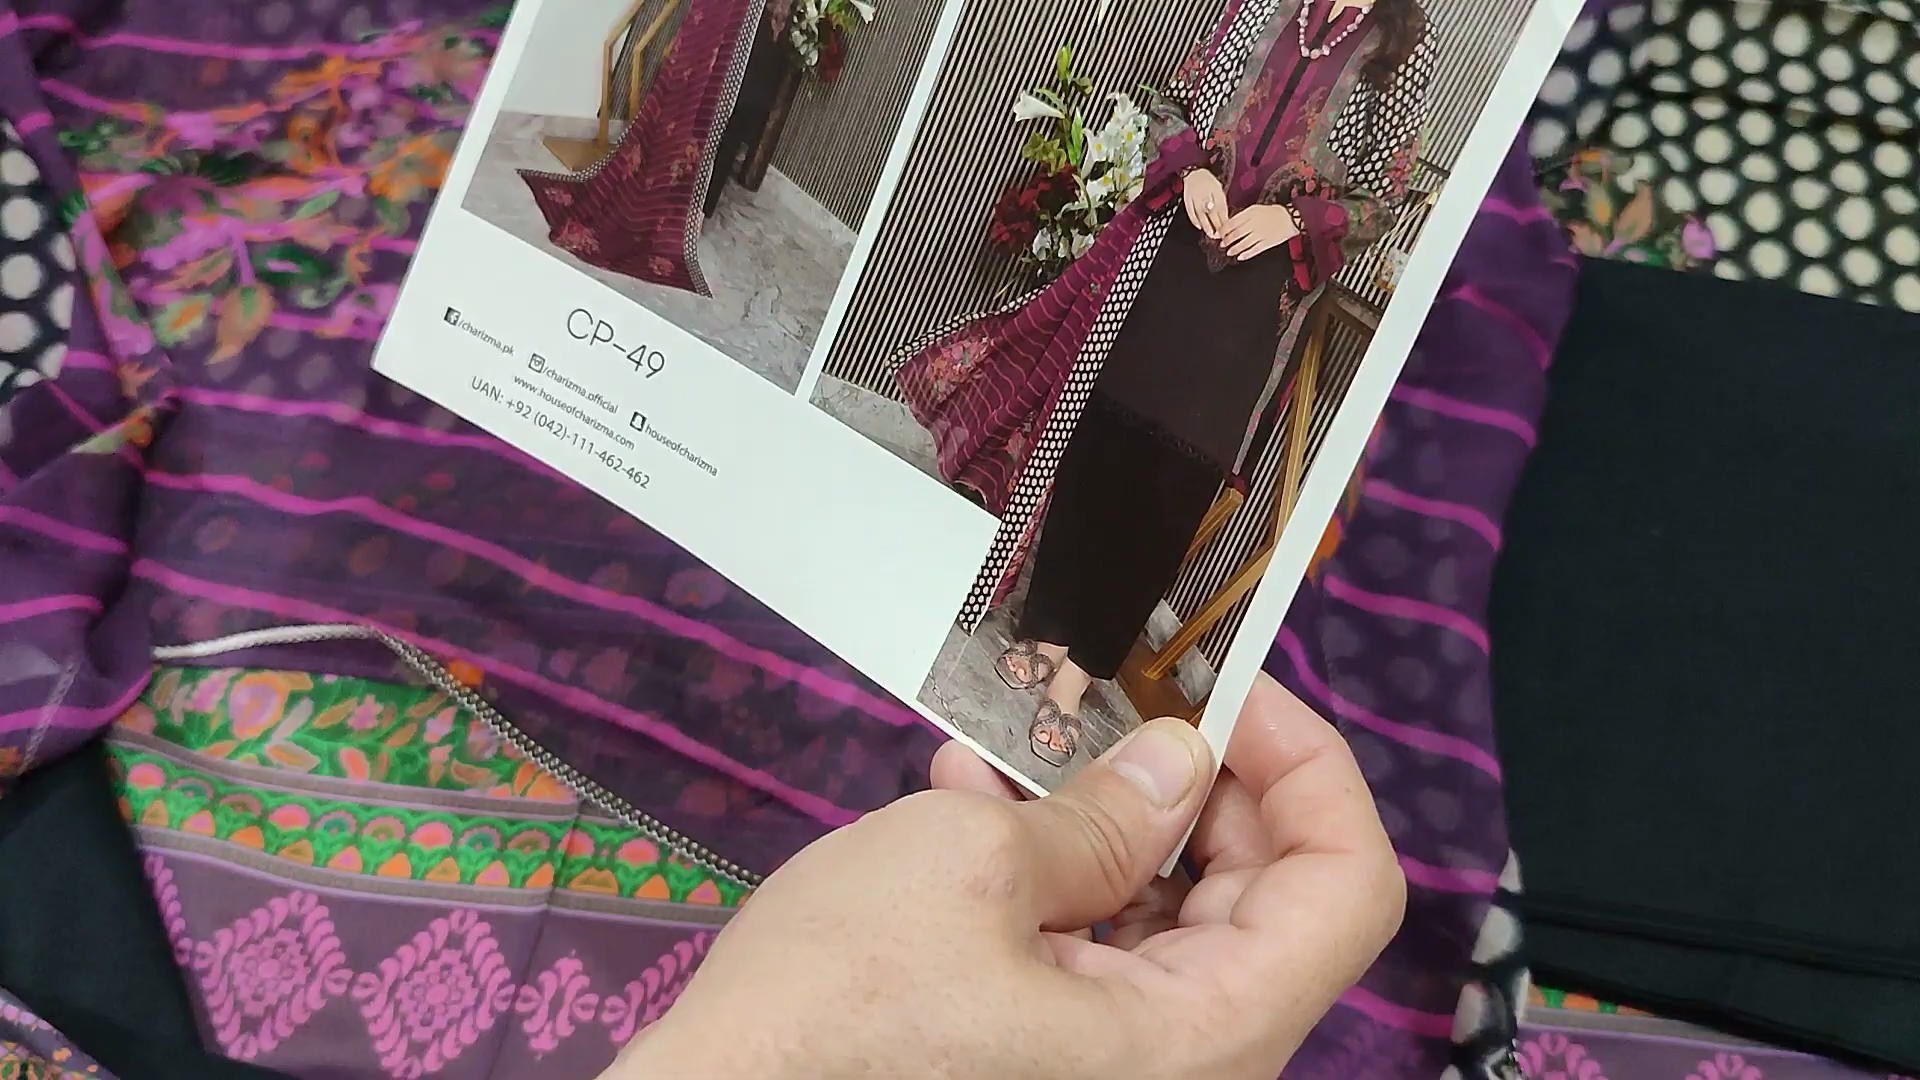 CP-49
/charizma.pk
/charizma.official
houseofcharizma
www.houseofcharizma.com
UAN: +92 (042)-111-462-462